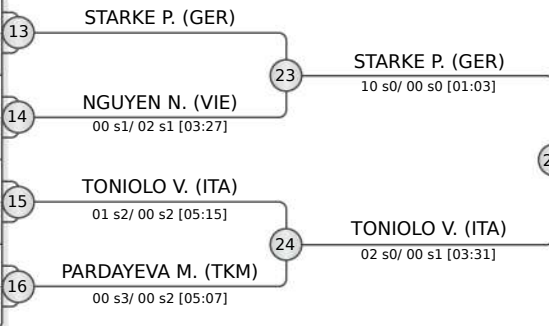 13
STARKE P. (GER)
23
STARKE P. (GER)
10 s0/ 00 s0 [01:03]
14
NGUYEN N. (VIE)
00 s1/ 02 s1 [03:27]
15
TONIOLO V. (ITA)
01 s2/ 00 s2 [05:15]
24
TONIOLO V. (ITA)
02 s0/ 00 s1 [03:31]
16
PARDAYEVA M. (TKM)
00 s3/ 00 s2 [05:07]